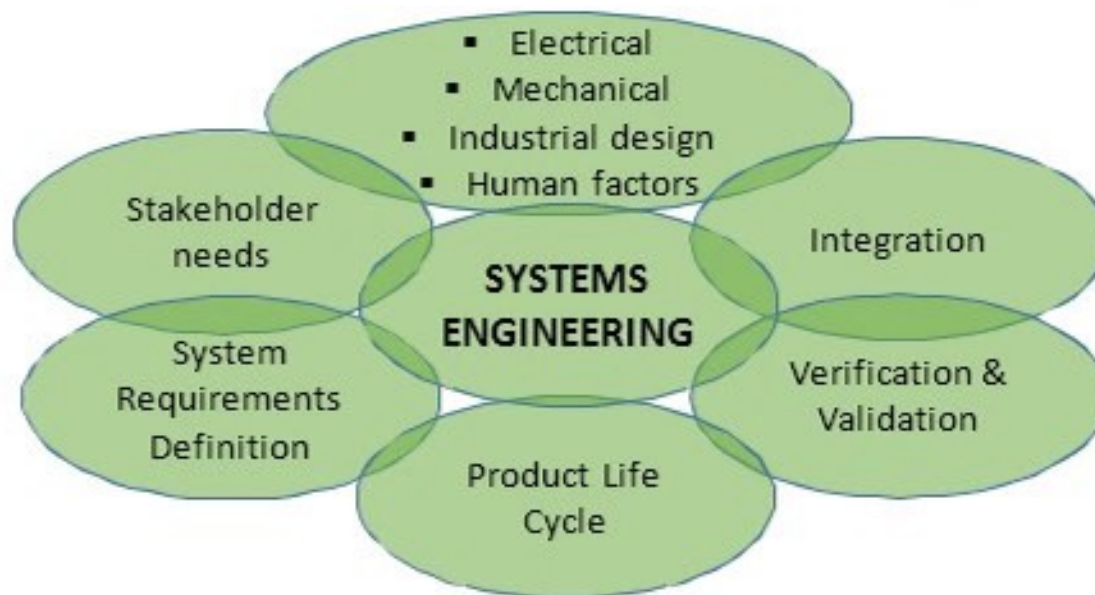 ▪ Electrical
▪ Mechanical
▪ Industrial design
▪ Human factors
Stakeholder
needs
Integration
SYSTEMS
ENGINEERING
System
Requirements
Definition
Verification &
Validation
Product Life
Cycle